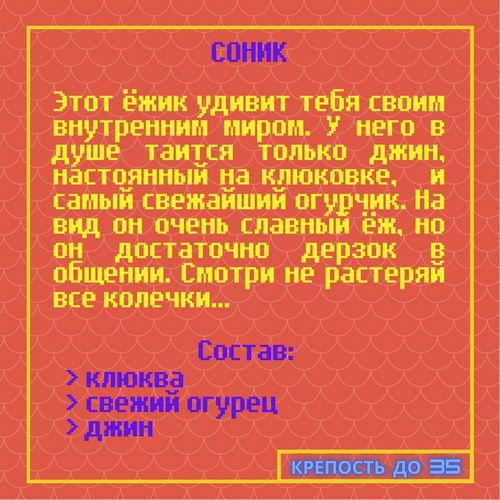 СОНИК
Этот ёжик удивит тебя своим
внутренним миром. У него в
душе таится только джин,
настоянный на клюковке, и
самый свежайший огурчик. На
вид он очень славный ёж, но
он достаточно дерзок в
общении. Смотри не растеряй
все колечки...
Состав:
> клюква
> свежий огурец
> джин
КРЕПОСТЬ ДО 35